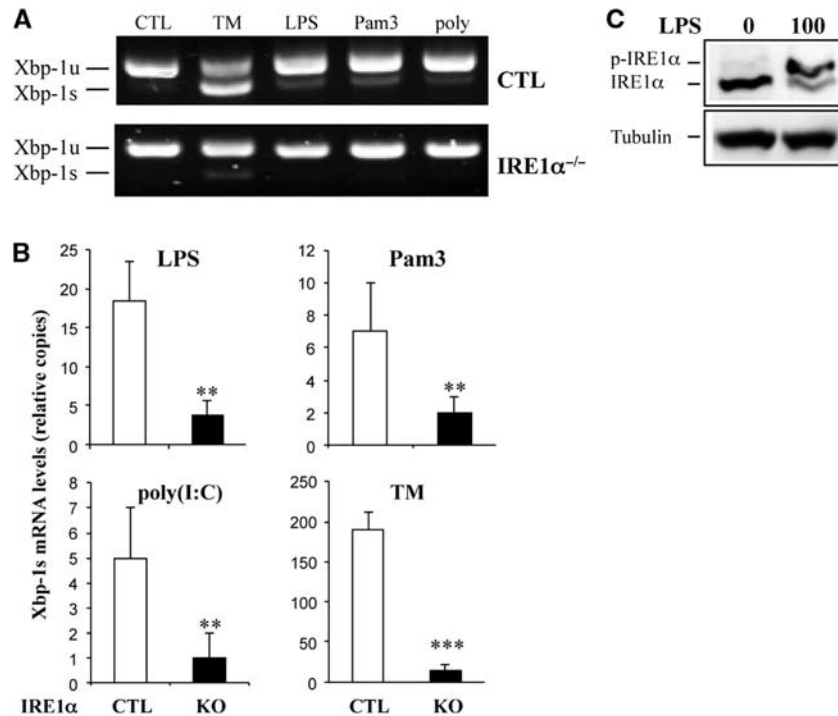 A
CTL TM LPS Pam3 poly
Xbp-1u
Xbp-1s
CTL
Xbp-1u
Xbp-1s
IRE1α−/−
C
LPS 0 100
p-IRE1α
IRE1α
Tubulin
B
Xbp-1s mRNA levels (relative copies)
LPS
25
20
15
10
5
0
**
Pam3
12
10
8
6
4
2
0
**
poly(I:C)
8
7
6
5
4
3
2
1
0
**
TM
200
150
100
50
0
***
IRE1α CTL KO CTL KO